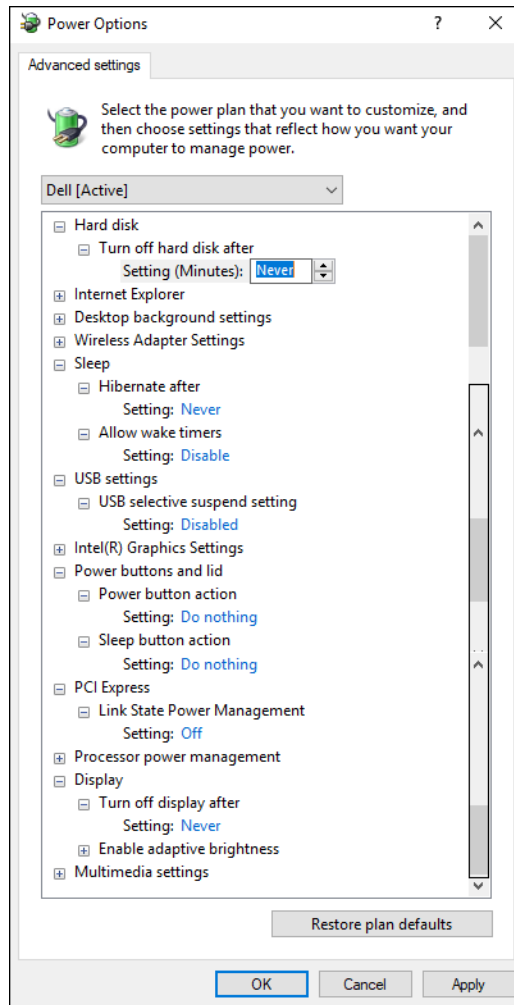 Power Options
Advanced settings
Select the power plan that you want to customize, and
then choose settings that reflect how you want your
computer to manage power.
Dell [Active]
Hard disk
Turn off hard disk after
Setting (Minutes): Never
Internet Explorer
Desktop background settings
Wireless Adapter Settings
Sleep
Hibernate after
Setting: Never
Allow wake timers
Setting: Disable
USB settings
USB selective suspend setting
Setting: Disabled
Intel(R) Graphics Settings
Power buttons and lid
Power button action
Setting: Do nothing
Sleep button action
Setting: Do nothing
PCI Express
Link State Power Management
Setting: Off
Processor power management
Display
Turn off display after
Setting: Never
Enable adaptive brightness
Multimedia settings
Restore plan defaults
OK Cancel Apply